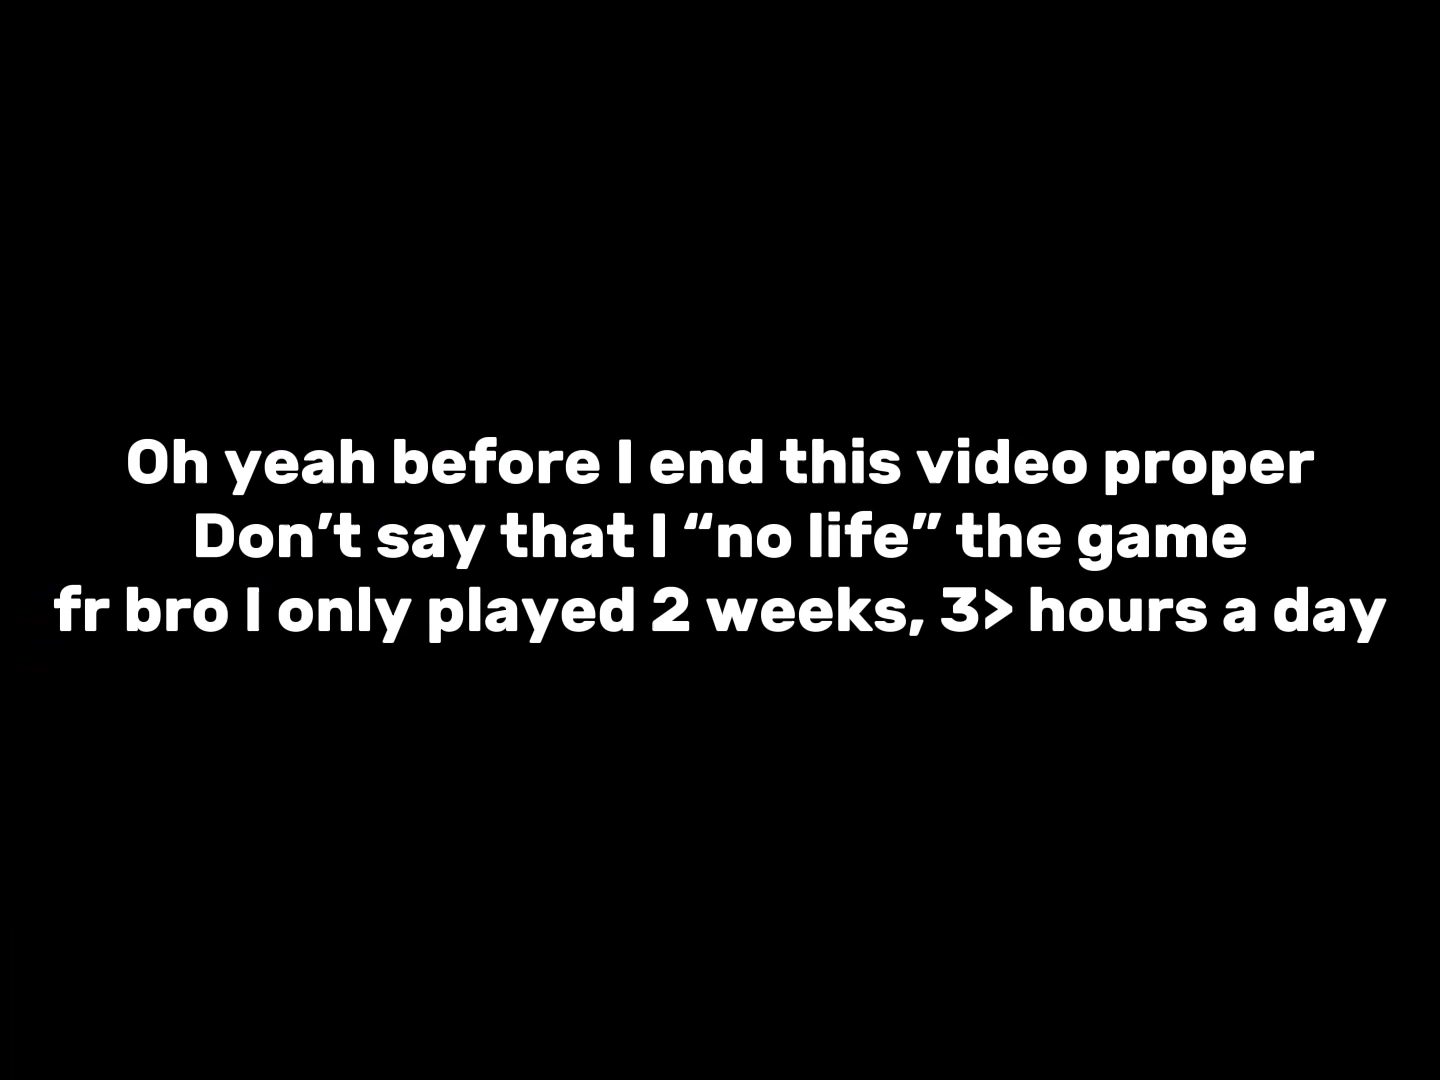 Oh yeah before I end this video proper
Don’t say that I “no life” the game
fr bro I only played 2 weeks, 3> hours a day